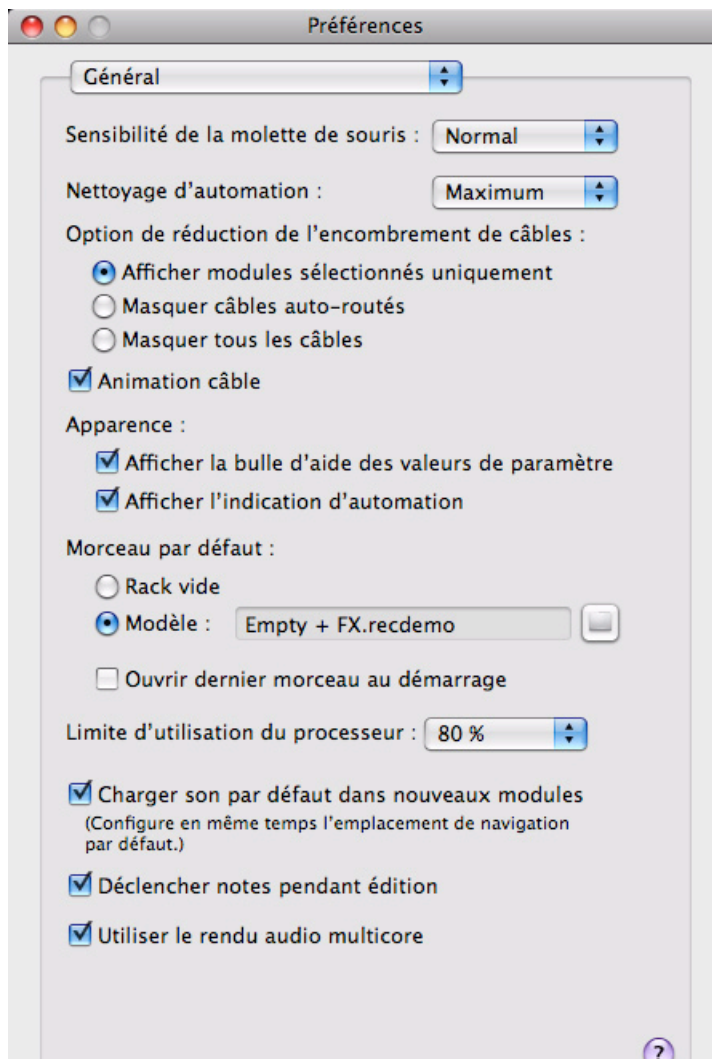 Préférences
Général
Sensibilité de la molette de souris : Normal
Nettoyage d'automation : Maximum
Option de réduction de l'encombrement de câbles :
Afficher modules sélectionnés uniquement
Masquer câbles auto-routés
Masquer tous les câbles
Animation câble
Apparence :
Afficher la bulle d'aide des valeurs de paramètre
Afficher l'indication d'automation
Morceau par défaut :
Rack vide
Modèle : Empty + FX.recdemo
Ouvrir dernier morceau au démarrage
Limite d'utilisation du processeur : 80 %
Charger son par défaut dans nouveaux modules
(Configure en même temps l'emplacement de navigation
par défaut.)
Déclencher notes pendant édition
Utiliser le rendu audio multicore
?